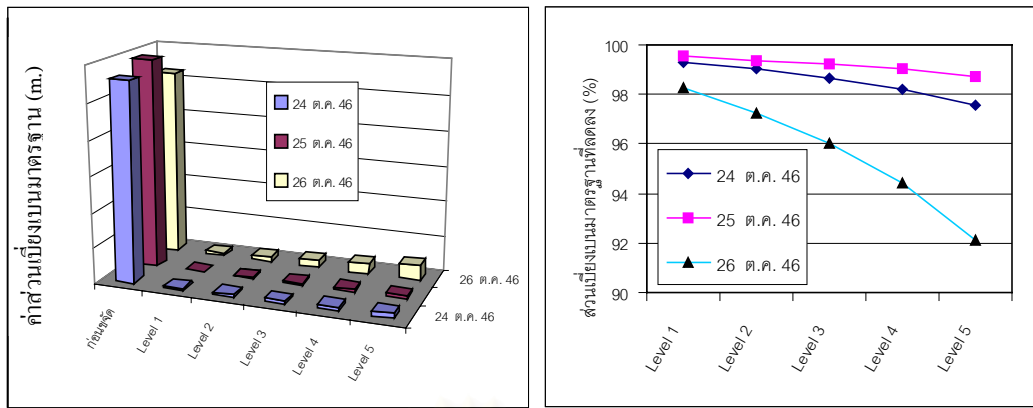 ค่าส่วนเบี่ยงเบนมาตรฐาน (m.)
24 ต.ค. 46
25 ต.ค. 46
26 ต.ค. 46
ก่อนขจัด
Level 1
Level 2
Level 3
Level 4
Level 5
24 ต.ค. 46
26 ต.ค. 46
ส่วนเบี่ยงเบนมาตรฐานที่ลดลง (%)
100
98
96
94
92
90
24 ต.ค. 46
25 ต.ค. 46
26 ต.ค. 46
Level 1
Level 2
Level 3
Level 4
Level 5